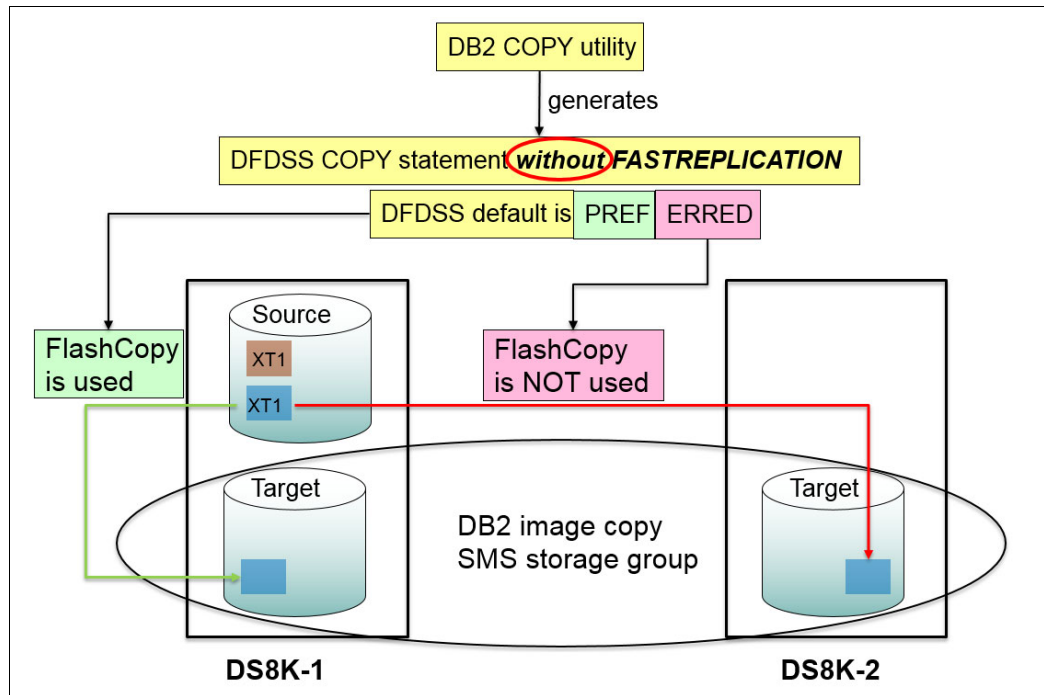 DB2 COPY utility
generates
DFDSS COPY statement without FASTREPLICATION
DFDSS default is PREF ERRED
Source
FlashCopy
is used
XT1
XT1
FlashCopy
is NOT used
Target
DB2 image copy
SMS storage group
Target
DS8K-1
DS8K-2